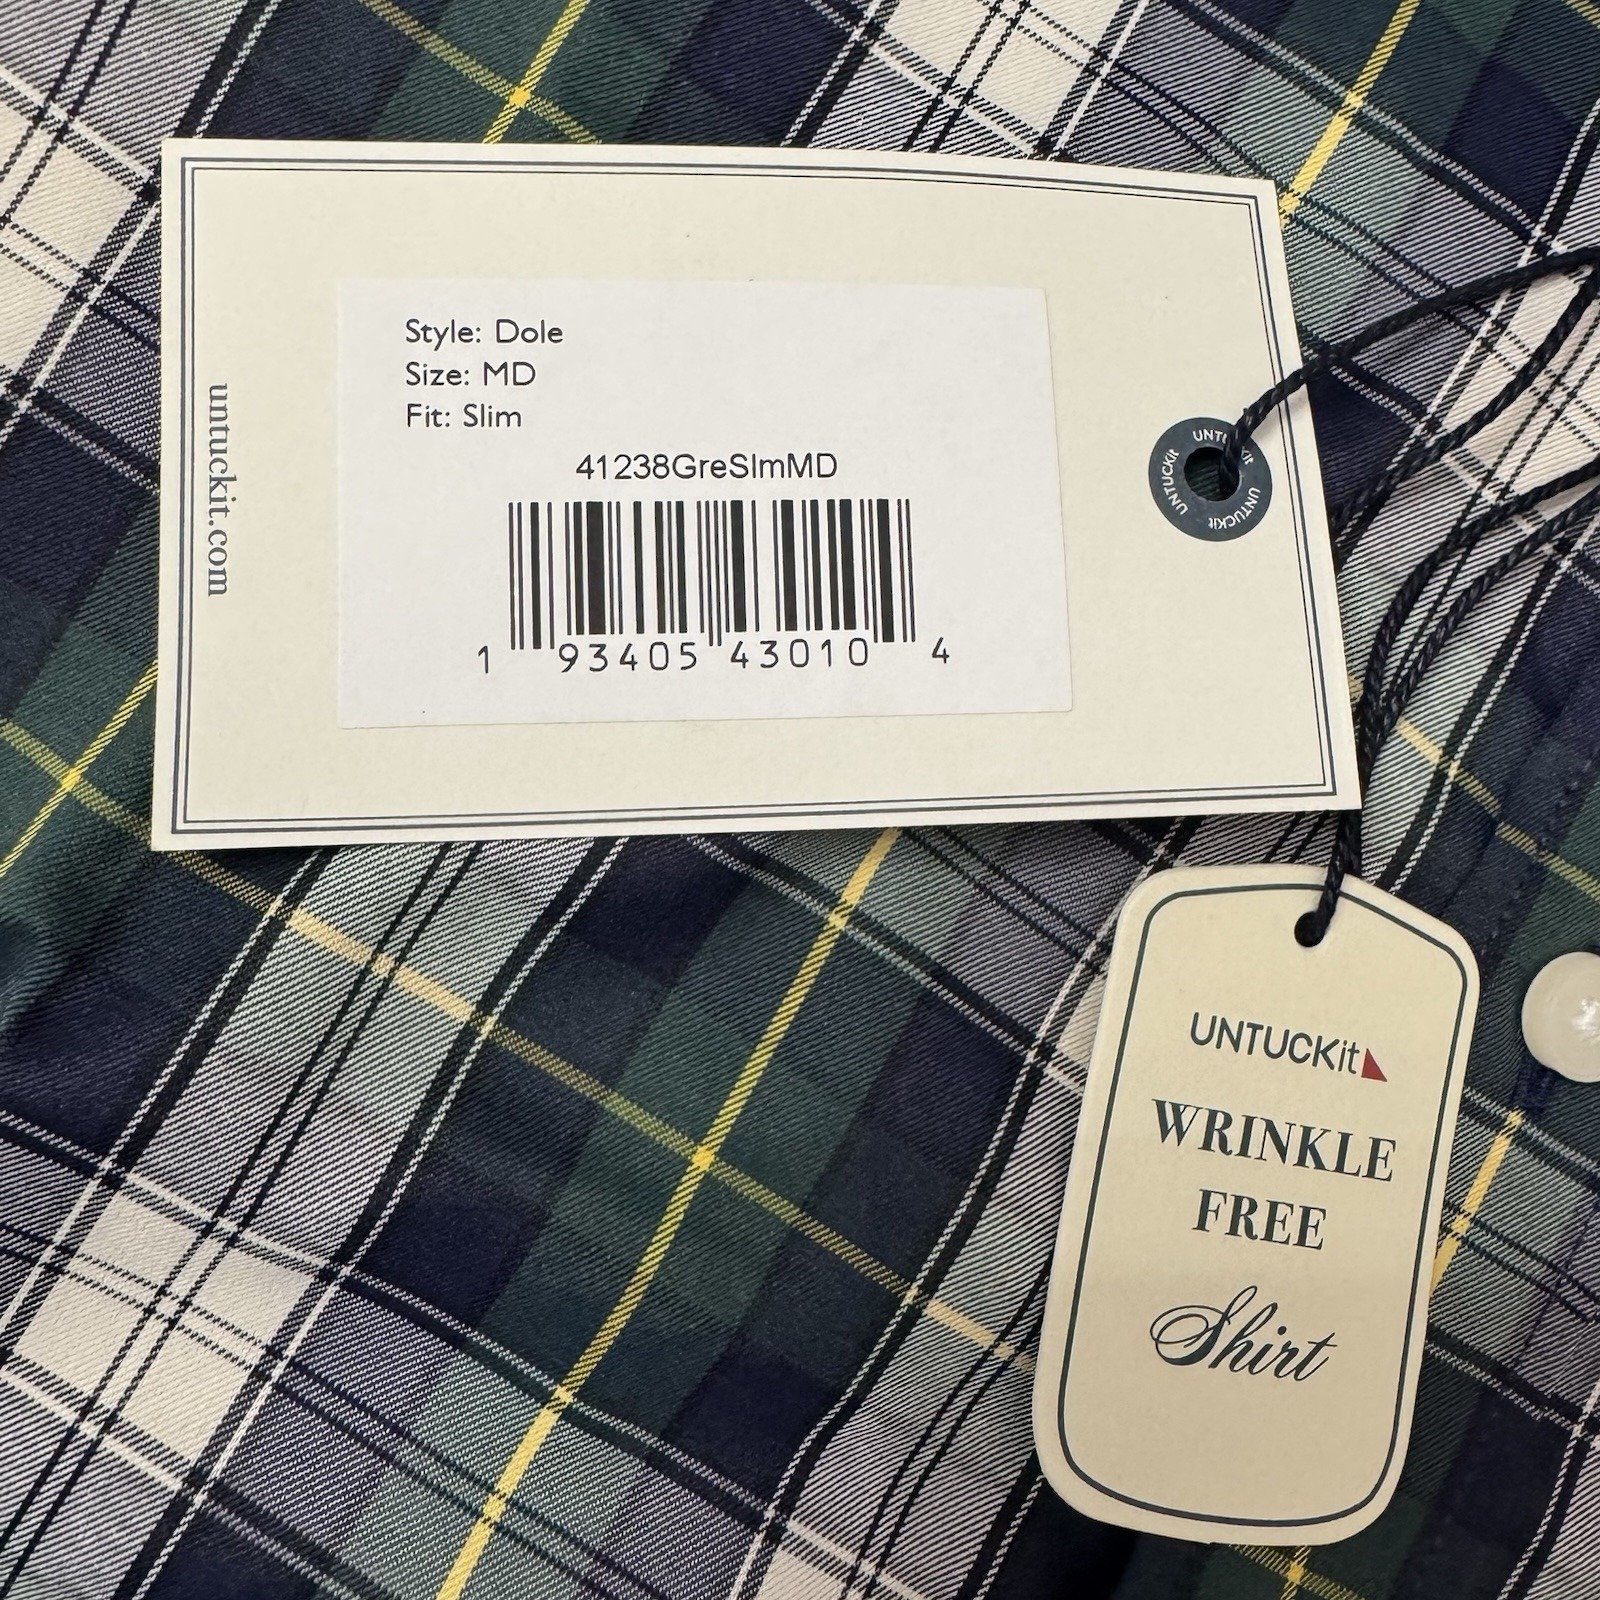 Style: Dole
Size: MD
Fit: Slim
41238GreSlmMD
1 93405 43010 4
untuckit.com
UNTUCKit UNTUCKit UNTUCKit
UNTUCKit
WRINKLE
FREE
Shirt